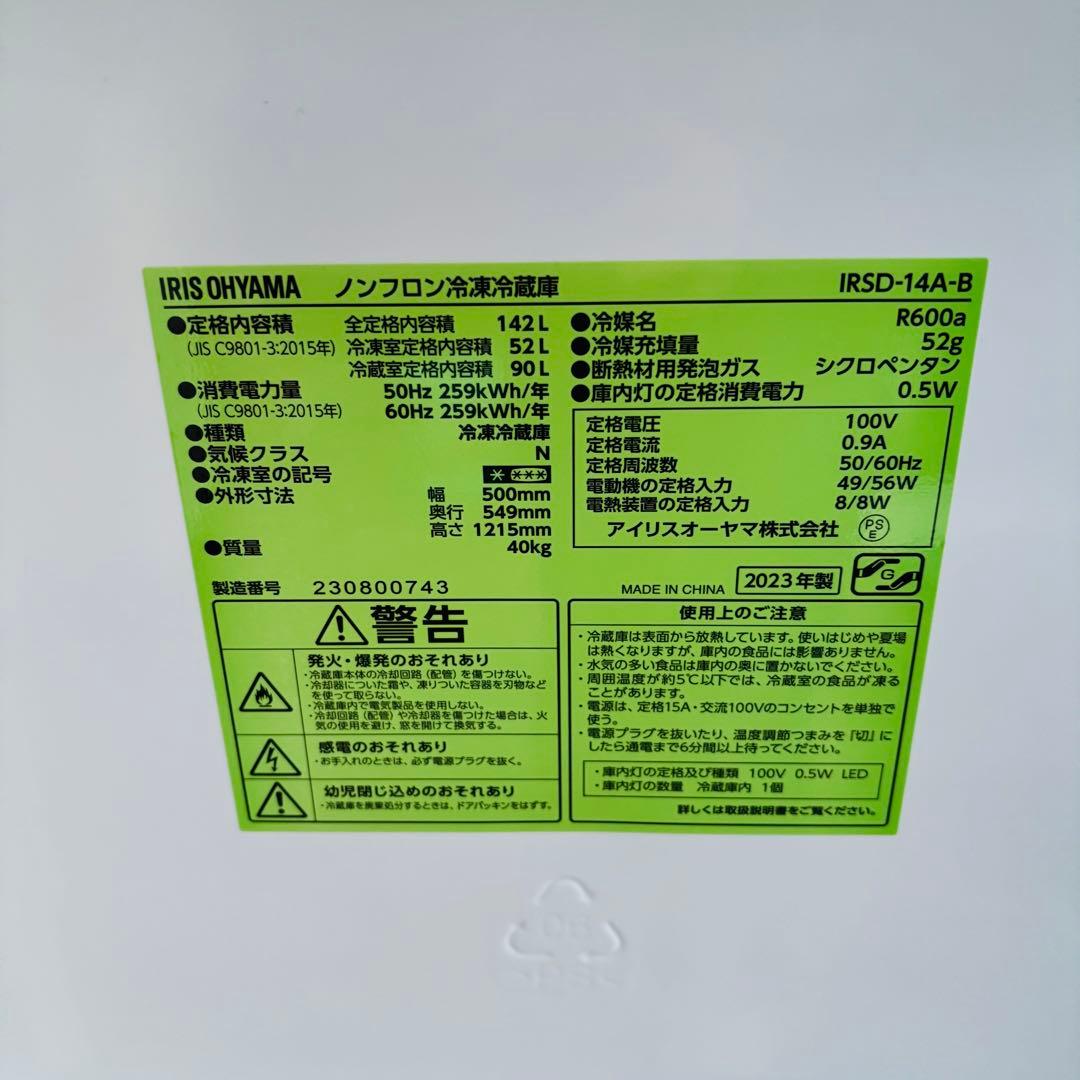 IRIS OHYAMA ノンフロン冷凍冷蔵庫 IRSD-14A-B
●定格内容積 全定格内容積 142L
(JIS C9801-3:2015年) 冷凍室定格内容積 52L
冷蔵室定格内容積 90L
●消費電力量 50Hz 259kWh/年
(JIS C9801-3:2015年) 60Hz 259kWh/年
●種類 冷凍冷蔵庫
●気候クラス N
●冷凍室の記号
●外形寸法 幅 500mm
奥行 549mm
高さ 1215mm
●質量 40kg
●冷媒名 R600a
●冷媒充填量 52g
●断熱材用発泡ガス シクロペンタン
●庫内灯の定格消費電力 0.5W
定格電圧 100V
定格電流 0.9A
定格周波数 50/60Hz
電動機の定格入力 49/56W
電熱装置の定格入力 8/8W
アイリスオーヤマ株式会社 PSE
製造番号 230800743
MADE IN CHINA 2023年製 G
警告
発火・爆発のおそれあり
・冷蔵庫本体の冷却回路(配管)を傷つけない。
・冷却器についた霜や、凍りついた容器を刃物など
を使って取らない。
・冷蔵庫内で電気製品を使用しない。
・冷却回路(配管)や冷却器を傷つけた場合は、火
気の使用を避け、窓を開けて換気する。
感電のおそれあり
・お手入れのときは、必ず電源プラグを抜く。
幼児閉じ込めのおそれあり
・冷蔵庫を廃棄処分するときは、ドアパッキンをはずす。
使用上のご注意
・冷蔵庫は表面から放熱しています。使いはじめや夏場
は熱くなりますが、庫内の食品には影響ありません。
・水気の多い食品は庫内の奥に置かないでください。
・周囲温度が約5℃以下では、冷蔵室の食品が凍る
ことがあります。
・電源は、定格15A・交流100Vのコンセントを単独で
使う。
・電源プラグを抜いたり、温度調節つまみを「切」に
したら通電まで6分間以上待ってください。
・庫内灯の定格及び種類 100V 0.5W LED
・庫内灯の数量 冷蔵庫内 1個
詳しくは取扱説明書をご覧ください。
06
>PS<